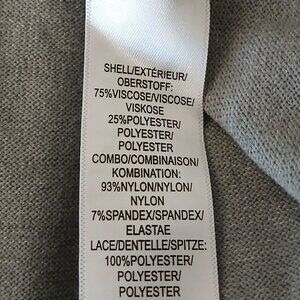 SHELL/EXTÉRIEUR/
OBERSTOFF:
75%VISCOSE/VISCOSE/
VISKOSE
25%POLYESTER/
POLYESTER/
POLYESTER
COMBO/COMBINAISON/
KOMBINATION:
93%NYLON/NYLON/
NYLON
7%SPANDEX/SPANDEX/
ELASTAE
LACE/DENTELLE/SPITZE:
100%POLYESTER/
POLYESTER/
POLYESTER